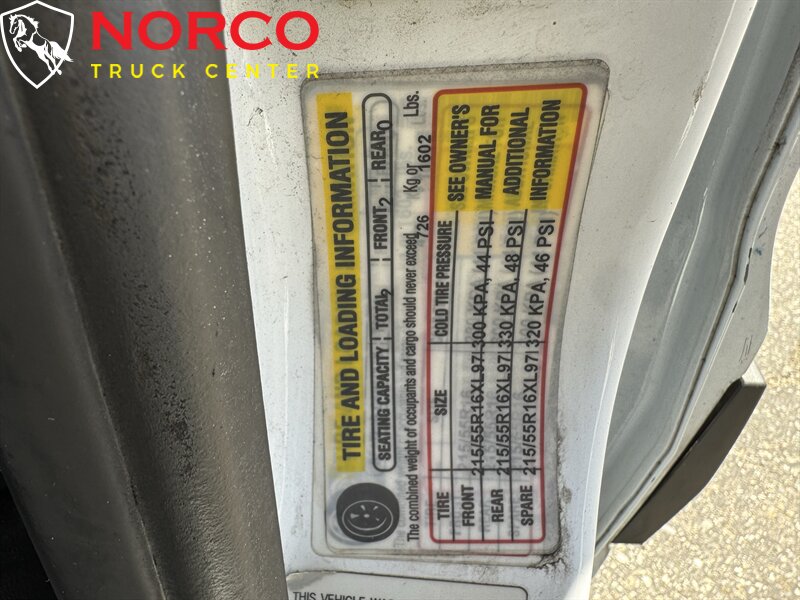 NORCO
TRUCK CENTER
TIRE AND LOADING INFORMATION
SEATING CAPACITY | TOTAL 2 | FRONT 2 | REAR 0
The combined weight of occupants and cargo should never exceed 726 Kg or 1602 Lbs.
TIRE SIZE COLD TIRE PRESSURE
FRONT 215/55R16XL97 300 KPA, 44 PSI
REAR 215/55R16XL97 330 KPA, 48 PSI
SPARE 215/55R16XL97 320 KPA, 46 PSI
SEE OWNER'S
MANUAL FOR
ADDITIONAL
INFORMATION
THIS VEHICLE